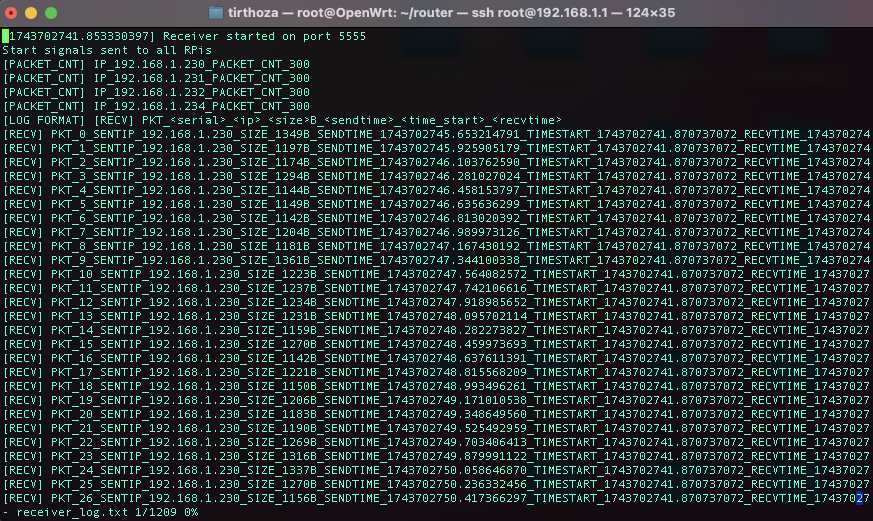 tirthoza — root@OpenWrt: ~/router — ssh root@192.168.1.1 — 124×35
1743702741.853330397] Receiver started on port 5555
Start signals sent to all RPis
[PACKET_CNT] IP_192.168.1.230_PACKET_CNT_300
[PACKET_CNT] IP_192.168.1.231_PACKET_CNT_300
[PACKET_CNT] IP_192.168.1.232_PACKET_CNT_300
[PACKET_CNT] IP_192.168.1.234_PACKET_CNT_300
[LOG FORMAT] [RECV] PKT_<serial>_<ip>_<size>B_<sendtime>_<time_start>_<recvtime>
[RECV] PKT_0_SENTIP_192.168.1.230_SIZE_1349B_SENDTIME_1743702745.653214791_TIMESTART_1743702741.870737072_RECVTIME_174370274
[RECV] PKT_1_SENTIP_192.168.1.230_SIZE_1197B_SENDTIME_1743702745.925905179_TIMESTART_1743702741.870737072_RECVTIME_174370274
[RECV] PKT_2_SENTIP_192.168.1.230_SIZE_1174B_SENDTIME_1743702746.103762590_TIMESTART_1743702741.870737072_RECVTIME_174370274
[RECV] PKT_3_SENTIP_192.168.1.230_SIZE_1294B_SENDTIME_1743702746.281027024_TIMESTART_1743702741.870737072_RECVTIME_174370274
[RECV] PKT_4_SENTIP_192.168.1.230_SIZE_1144B_SENDTIME_1743702746.458153797_TIMESTART_1743702741.870737072_RECVTIME_174370274
[RECV] PKT_5_SENTIP_192.168.1.230_SIZE_1149B_SENDTIME_1743702746.635636299_TIMESTART_1743702741.870737072_RECVTIME_174370274
[RECV] PKT_6_SENTIP_192.168.1.230_SIZE_1142B_SENDTIME_1743702746.813020392_TIMESTART_1743702741.870737072_RECVTIME_174370274
[RECV] PKT_7_SENTIP_192.168.1.230_SIZE_1204B_SENDTIME_1743702746.989973126_TIMESTART_1743702741.870737072_RECVTIME_174370274
[RECV] PKT_8_SENTIP_192.168.1.230_SIZE_1181B_SENDTIME_1743702747.167430192_TIMESTART_1743702741.870737072_RECVTIME_174370274
[RECV] PKT_9_SENTIP_192.168.1.230_SIZE_1361B_SENDTIME_1743702747.344100338_TIMESTART_1743702741.870737072_RECVTIME_174370274
[RECV] PKT_10_SENTIP_192.168.1.230_SIZE_1223B_SENDTIME_1743702747.564082572_TIMESTART_1743702741.870737072_RECVTIME_17437027
[RECV] PKT_11_SENTIP_192.168.1.230_SIZE_1237B_SENDTIME_1743702747.742106616_TIMESTART_1743702741.870737072_RECVTIME_17437027
[RECV] PKT_12_SENTIP_192.168.1.230_SIZE_1234B_SENDTIME_1743702747.918985652_TIMESTART_1743702741.870737072_RECVTIME_17437027
[RECV] PKT_13_SENTIP_192.168.1.230_SIZE_1231B_SENDTIME_1743702748.095702114_TIMESTART_1743702741.870737072_RECVTIME_17437027
[RECV] PKT_14_SENTIP_192.168.1.230_SIZE_1159B_SENDTIME_1743702748.282273827_TIMESTART_1743702741.870737072_RECVTIME_17437027
[RECV] PKT_15_SENTIP_192.168.1.230_SIZE_1270B_SENDTIME_1743702748.459973693_TIMESTART_1743702741.870737072_RECVTIME_17437027
[RECV] PKT_16_SENTIP_192.168.1.230_SIZE_1142B_SENDTIME_1743702748.637611391_TIMESTART_1743702741.870737072_RECVTIME_17437027
[RECV] PKT_17_SENTIP_192.168.1.230_SIZE_1221B_SENDTIME_1743702748.815568209_TIMESTART_1743702741.870737072_RECVTIME_17437027
[RECV] PKT_18_SENTIP_192.168.1.230_SIZE_1150B_SENDTIME_1743702748.993496261_TIMESTART_1743702741.870737072_RECVTIME_17437027
[RECV] PKT_19_SENTIP_192.168.1.230_SIZE_1206B_SENDTIME_1743702749.171010538_TIMESTART_1743702741.870737072_RECVTIME_17437027
[RECV] PKT_20_SENTIP_192.168.1.230_SIZE_1183B_SENDTIME_1743702749.348649560_TIMESTART_1743702741.870737072_RECVTIME_17437027
[RECV] PKT_21_SENTIP_192.168.1.230_SIZE_1190B_SENDTIME_1743702749.525492959_TIMESTART_1743702741.870737072_RECVTIME_17437027
[RECV] PKT_22_SENTIP_192.168.1.230_SIZE_1269B_SENDTIME_1743702749.703406413_TIMESTART_1743702741.870737072_RECVTIME_17437027
[RECV] PKT_23_SENTIP_192.168.1.230_SIZE_1316B_SENDTIME_1743702749.879991122_TIMESTART_1743702741.870737072_RECVTIME_17437027
[RECV] PKT_24_SENTIP_192.168.1.230_SIZE_1337B_SENDTIME_1743702750.058646870_TIMESTART_1743702741.870737072_RECVTIME_17437027
[RECV] PKT_25_SENTIP_192.168.1.230_SIZE_1270B_SENDTIME_1743702750.236332456_TIMESTART_1743702741.870737072_RECVTIME_17437027
[RECV] PKT_26_SENTIP_192.168.1.230_SIZE_1156B_SENDTIME_1743702750.417366297_TIMESTART_1743702741.870737072_RECVTIME_17437027
- receiver_log.txt 1/1209 0%